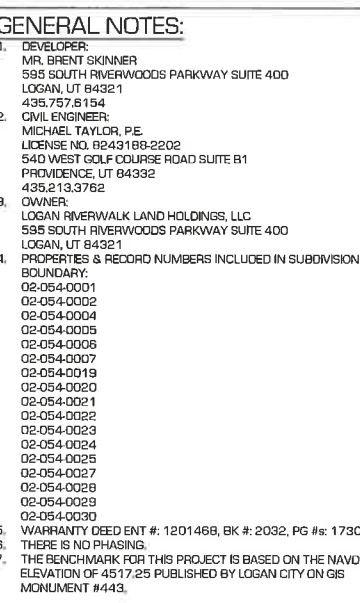 GENERAL NOTES:
1. DEVELOPER:
MR. BRENT SKINNER
595 SOUTH RIVERWOODS PARKWAY SUITE 400
LOGAN, UT 84321
435.757.6154
2. CIVIL ENGINEER:
MICHAEL TAYLOR, P.E.
LICENSE NO. 8243188-2202
540 WEST GOLF COURSE ROAD SUITE B1
PROVIDENCE, UT 84332
435.213.3762
3. OWNER:
LOGAN RIVERWALK LAND HOLDINGS, LLC
595 SOUTH RIVERWOODS PARKWAY SUITE 400
LOGAN, UT 84321
4. PROPERTIES & RECORD NUMBERS INCLUDED IN SUBDIVISION
BOUNDARY:
02-054-0001
02-054-0002
02-054-0004
02-054-0005
02-054-0006
02-054-0007
02-054-0019
02-054-0020
02-054-0021
02-054-0022
02-054-0023
02-054-0024
02-054-0025
02-054-0027
02-054-0028
02-054-0029
02-054-0030
5. WARRANTY DEED ENT #: 1201468, BK #: 2032, PG #s: 1730
6. THERE IS NO PHASING.
7. THE BENCHMARK FOR THIS PROJECT IS BASED ON THE NAVD
ELEVATION OF 4517.25 PUBLISHED BY LOGAN CITY ON GIS
MONUMENT #443.